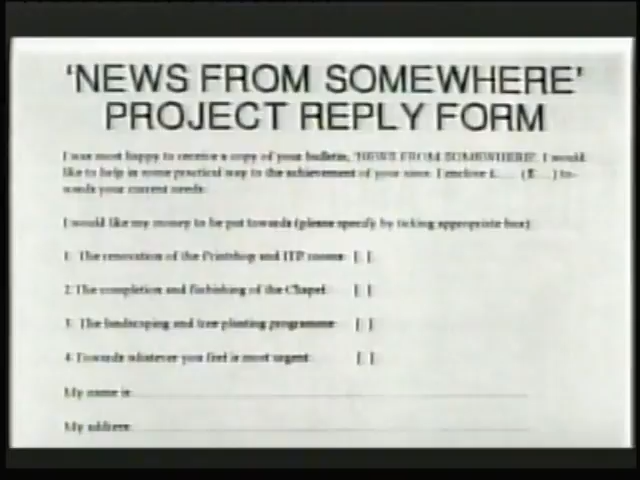 'NEWS FROM SOMEWHERE'
PROJECT REPLY FORM
I was most happy to receive a copy of your bulletin, 'NEWS FROM SOMEWHERE'. I would
like to help in some practical way to the achievement of your aims. I enclose £..... ($ ...) to-
wards your current needs.
I would like my money to be put towards (please specify by ticking appropriate box)
1. The renovation of the Printshop and rooms [ ]
2. The completion and furbishing of the Chapel [ ]
3. The landscaping and tree planting programme [ ]
4. Towards whatever you feel is most urgent [ ]
My name is
My address